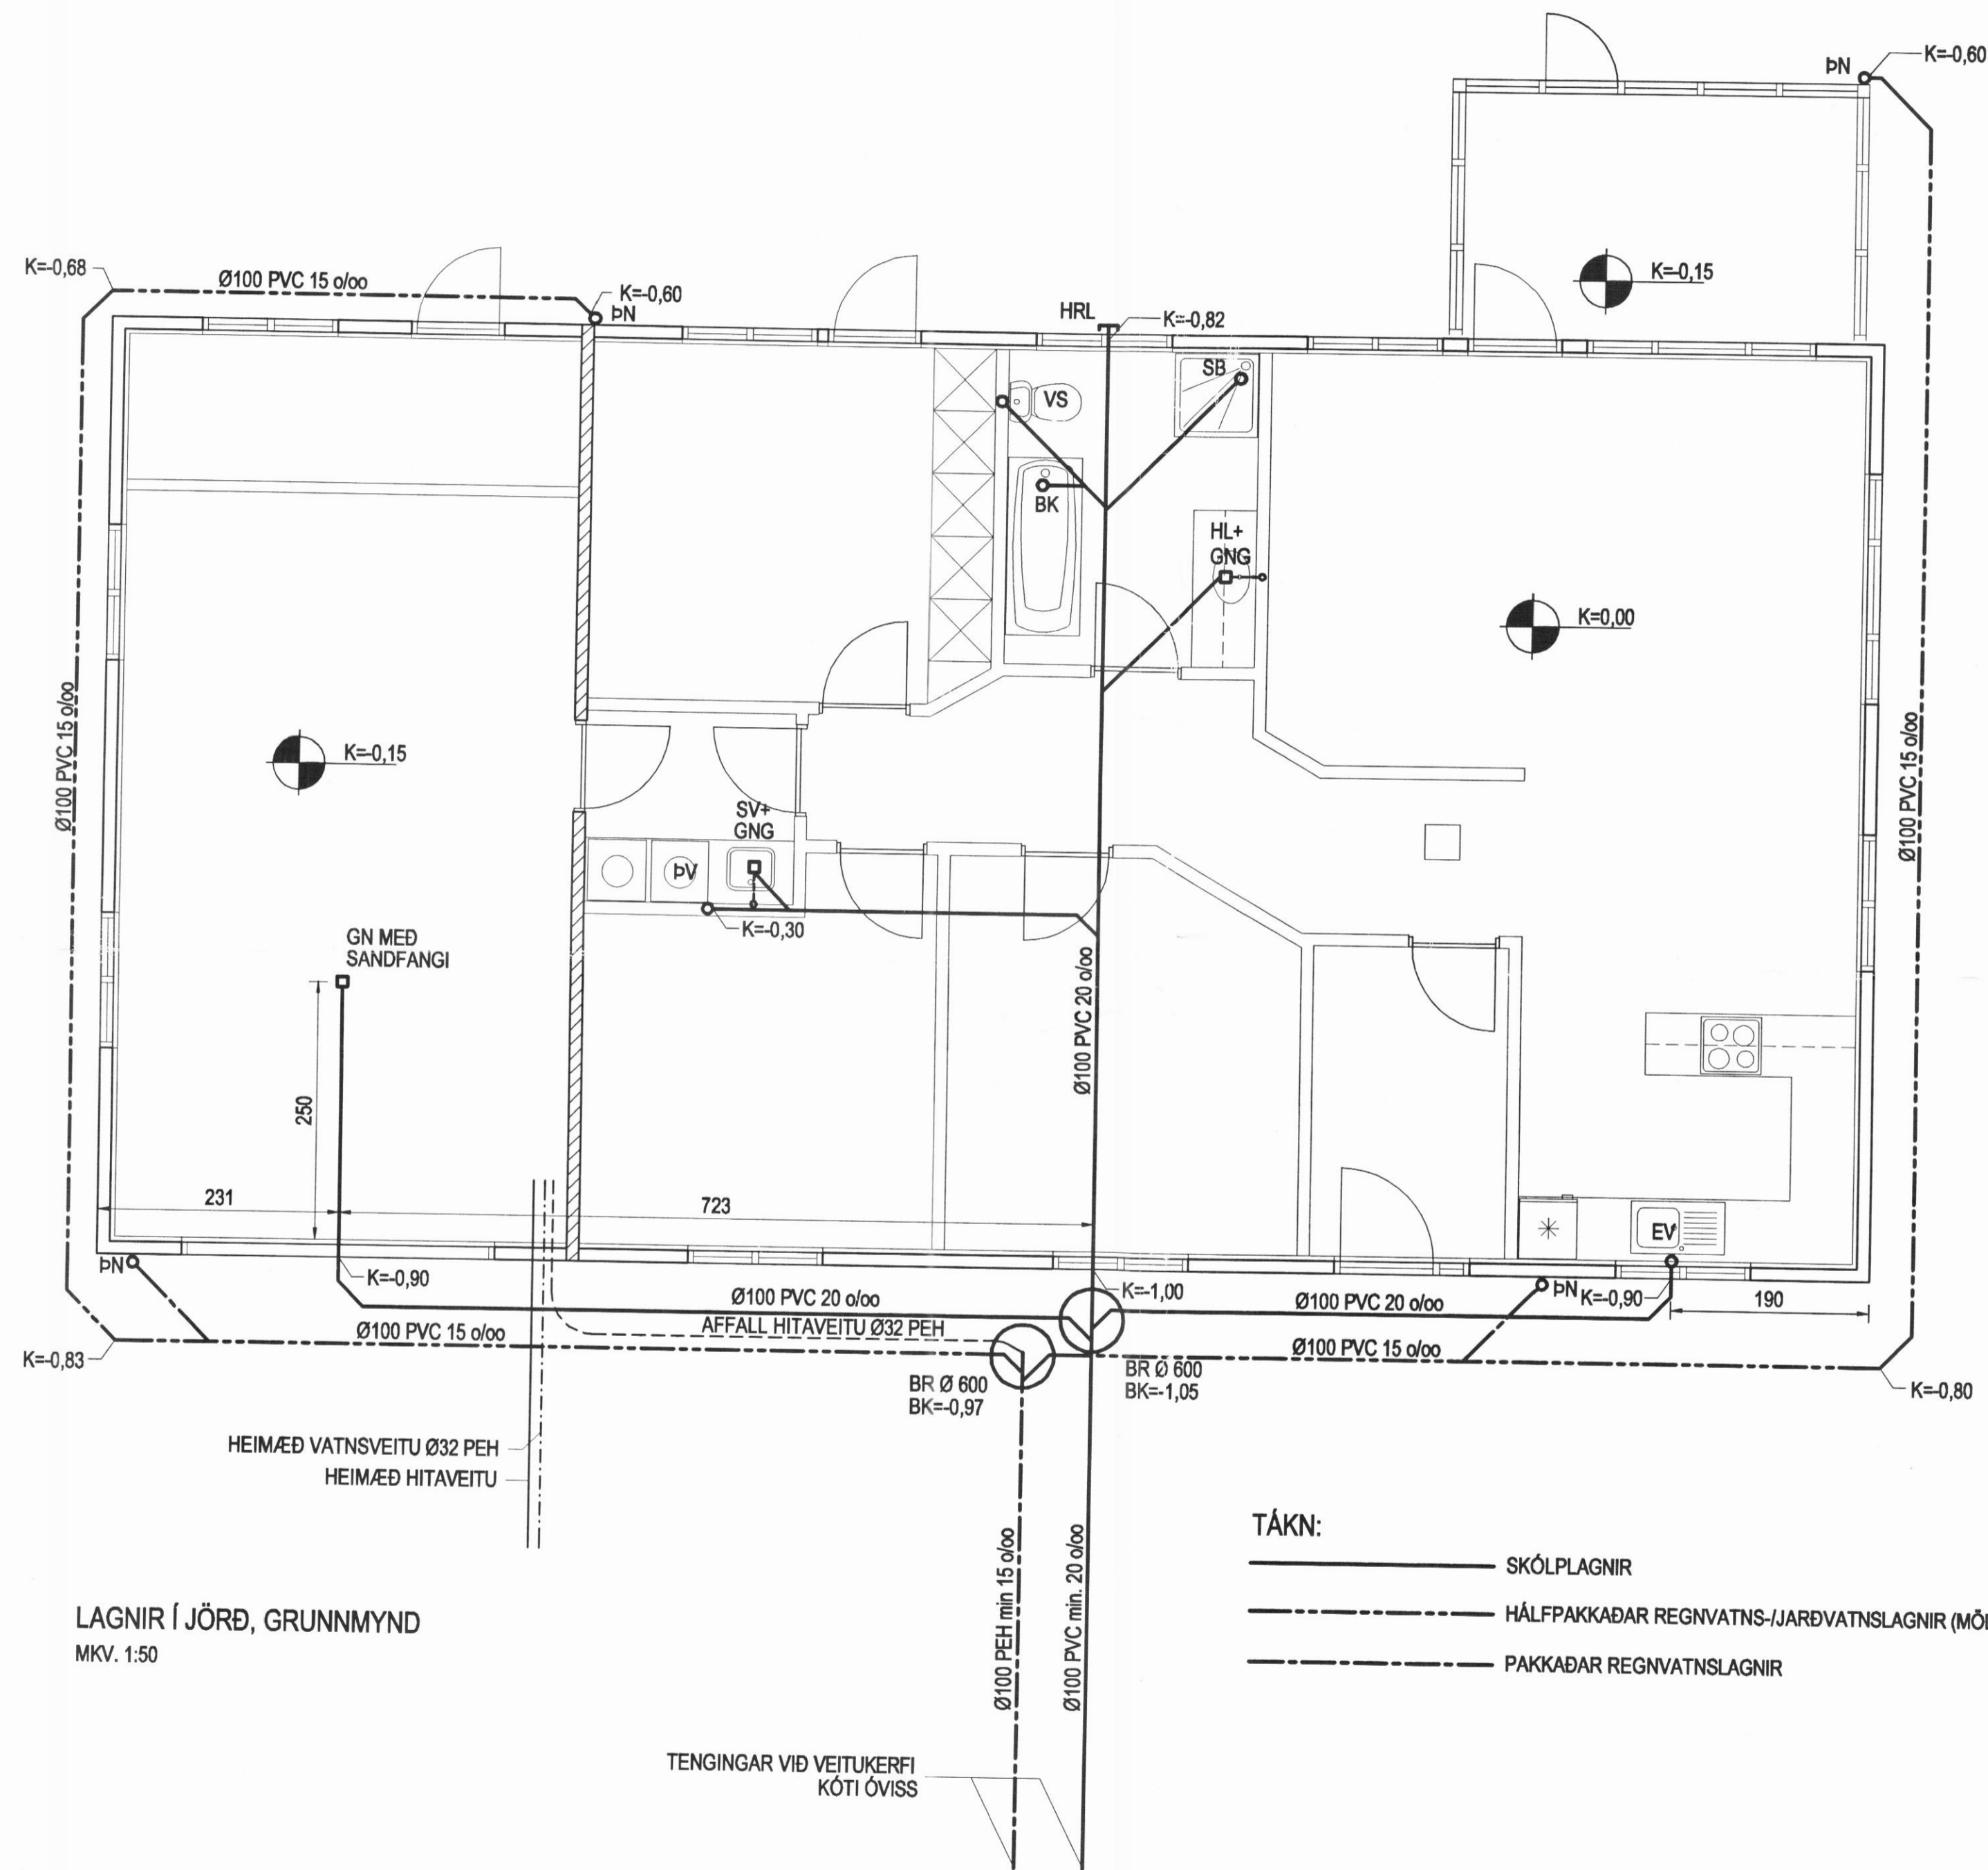 ÞN
K=-0,60
K=-0,68
Ø100 PVC 15 o/oo
K=-0,60
ÞN
HRL
K=-0,82
K=-0,15
SB
VS
BK
HL+
GNG
K=0,00
Ø100 PVC 15 o/oo
K=-0,15
Ø100 PVC 15 o/oo
SV+
GNG
ÞV
K=-0,30
GN MEÐ
SANDFANGI
Ø100 PVC 20 o/oo
250
231
723
EV
ÞN
K=-0,90
K=-1,00
ÞN
K=-0,90
190
Ø100 PVC 20 o/oo
Ø100 PVC 20 o/oo
AFFALL HITAVEITU Ø32 PEH
Ø100 PVC 15 o/oo
Ø100 PVC 15 o/oo
K=-0,83
BR Ø 600
BK=-0,97
BR Ø 600
BK=-1,05
K=-0,80
HEIMÆÐ VATNSVEITU Ø32 PEH
HEIMÆÐ HITAVEITU
Ø100 PEH min 15 o/oo
Ø100 PVC min. 20 o/oo
TÁKN:
SKÓLPLAGNIR
HÁLFPAKKAÐAR REGNVATNS-/JARÐVATNSLAGNIR
PAKKAÐAR REGNVATNSLAGNIR
LAGNIR Í JÖRÐ, GRUNNMYND
MKV. 1:50
TENGINGAR VIÐ VEITUKERFI
KÓTI ÓVISS